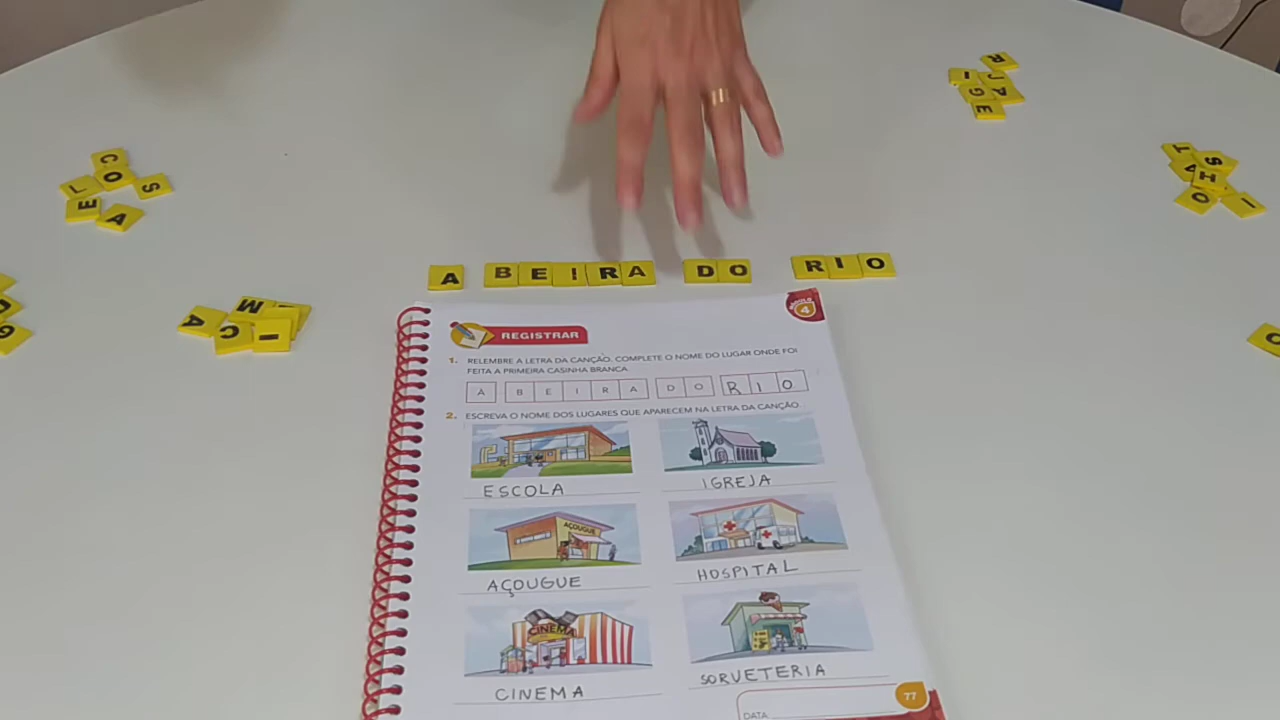 A BEIRA DO RIO
REGISTRAR
4
1. RELEMBRE A LETRA DA CANÇÃO. COMPLETE O NOME DO LUGAR ONDE FOI
FEITA A PRIMEIRA CASINHA BRANCA.
A BEIRA DO RIO
2. ESCREVA O NOME DOS LUGARES QUE APARECEM NA LETRA DA CANÇÃO.
ESCOLA
IGREJA
AÇOUGUE
AÇOUGUE
HOSPITAL
CINEMA
CINEMA
SORVETERIA
DATA
77